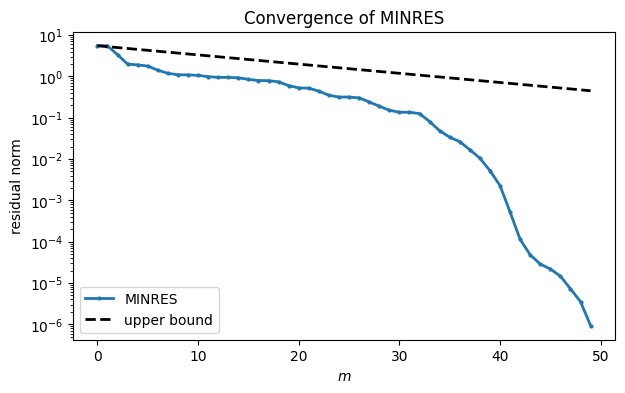 Convergence of MINRES
residual norm
10^1
10^0
10^-1
10^-2
10^-3
10^-4
10^-5
10^-6
MINRES
upper bound
0 10 20 30 40 50
m